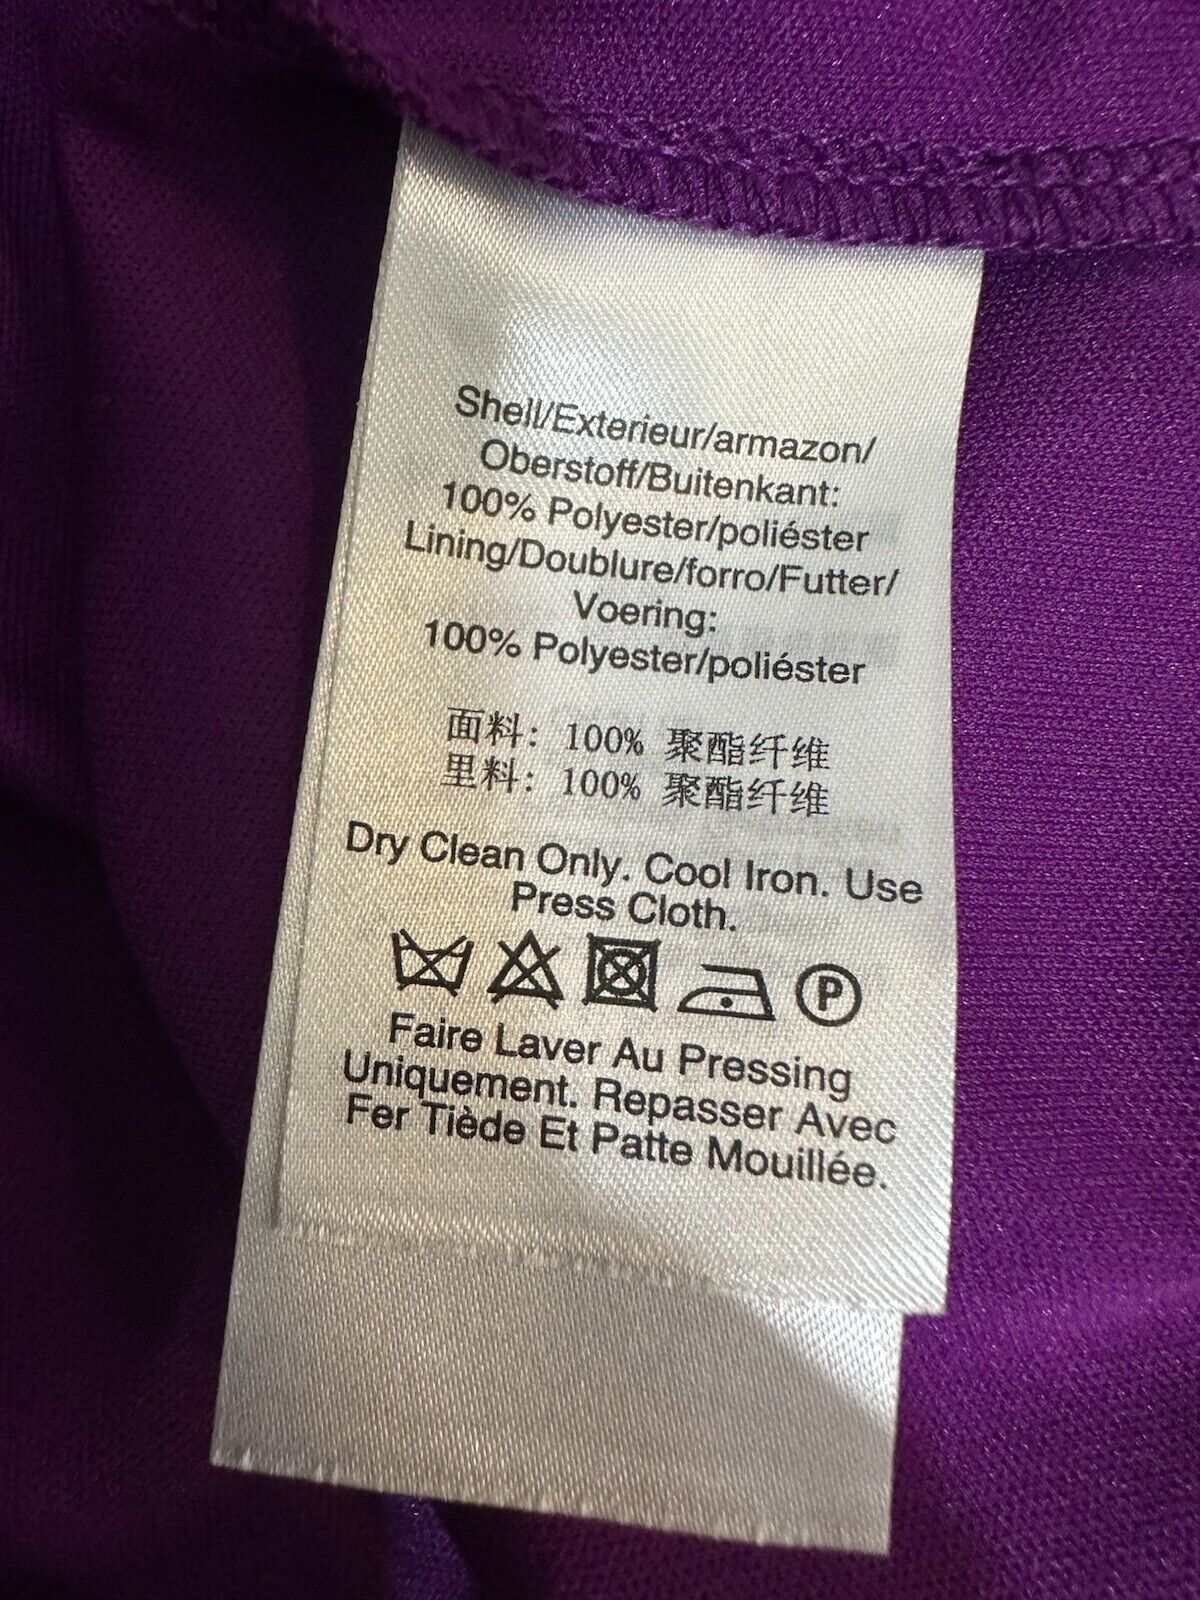 Shell/Exterieur/armazon/
Oberstoff/Buitenkant:
100% Polyester/poliéster
Lining/Doublure/forro/Futter/
Voering:
100% Polyester/poliéster
面料: 100% 聚酯纤维
里料: 100% 聚酯纤维
Dry Clean Only. Cool Iron. Use
Press Cloth.
P
Faire Laver Au Pressing
Uniquement. Repasser Avec
Fer Tiède Et Patte Mouillée.